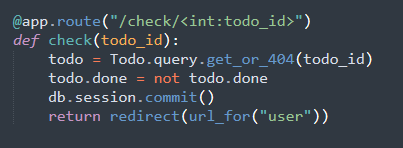 @app.route("/check/<int:todo_id>")
def check(todo_id):
    todo = Todo.query.get_or_404(todo_id)
    todo.done = not todo.done
    db.session.commit()
    return redirect(url_for("user"))